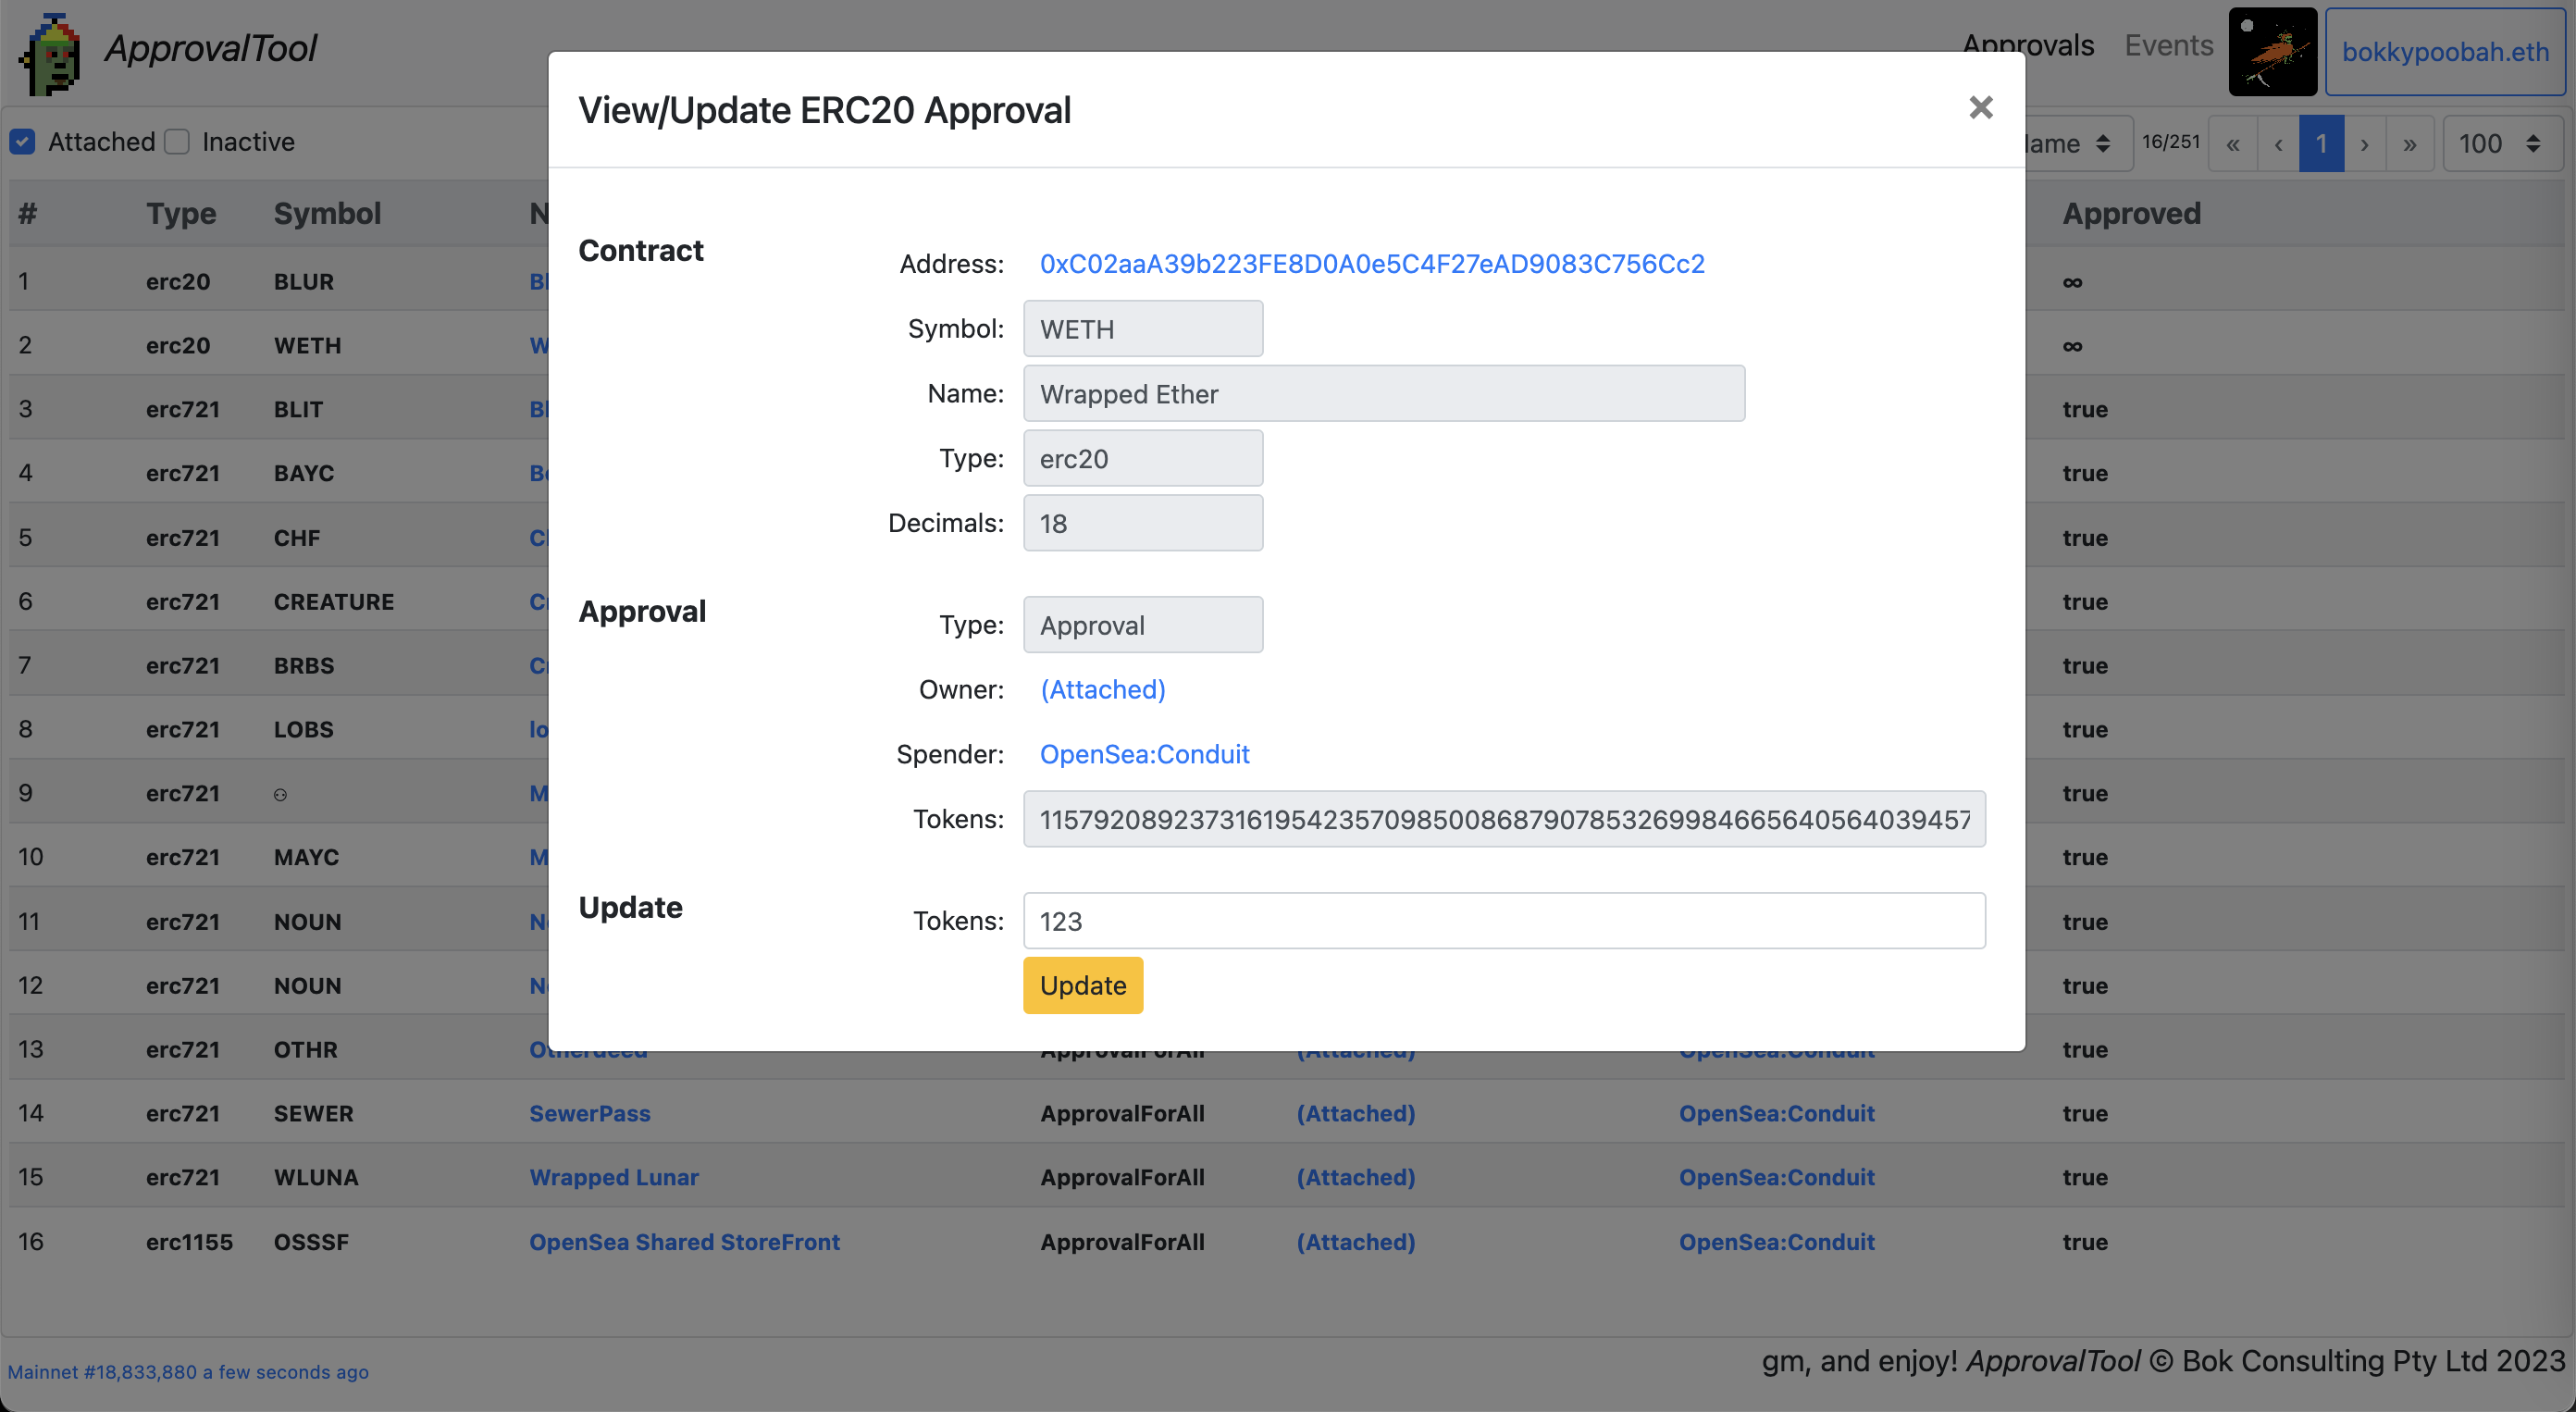 ApprovalTool
Approvals Events bokkypoobah.eth
Attached Inactive 16/251 « ‹ 1 › » 100
View/Update ERC20 Approval
×
Contract
Address: 0xC02aaA39b223FE8D0A0e5C4F27eAD9083C756Cc2
Symbol: WETH
Name: Wrapped Ether
Type: erc20
Decimals: 18
Approval
Type: Approval
Owner: (Attached)
Spender: OpenSea:Conduit
Tokens: 115792089237316195423570985008687907853269984665640564039457
Update
Tokens: 123
Update
# Type Symbol Approved
1 erc20 BLUR ∞
2 erc20 WETH ∞
3 erc721 BLIT true
4 erc721 BAYC true
5 erc721 CHF true
6 erc721 CREATURE true
7 erc721 BRBS true
8 erc721 LOBS true
9 erc721 ⚇ true
10 erc721 MAYC true
11 erc721 NOUN true
12 erc721 NOUN true
13 erc721 OTHR Otherdeed ApprovalForAll (Attached) OpenSea:Conduit true
14 erc721 SEWER SewerPass ApprovalForAll (Attached) OpenSea:Conduit true
15 erc721 WLUNA Wrapped Lunar ApprovalForAll (Attached) OpenSea:Conduit true
16 erc1155 OSSSF OpenSea Shared StoreFront ApprovalForAll (Attached) OpenSea:Conduit true
Mainnet #18,833,880 a few seconds ago
gm, and enjoy! ApprovalTool © Bok Consulting Pty Ltd 2023